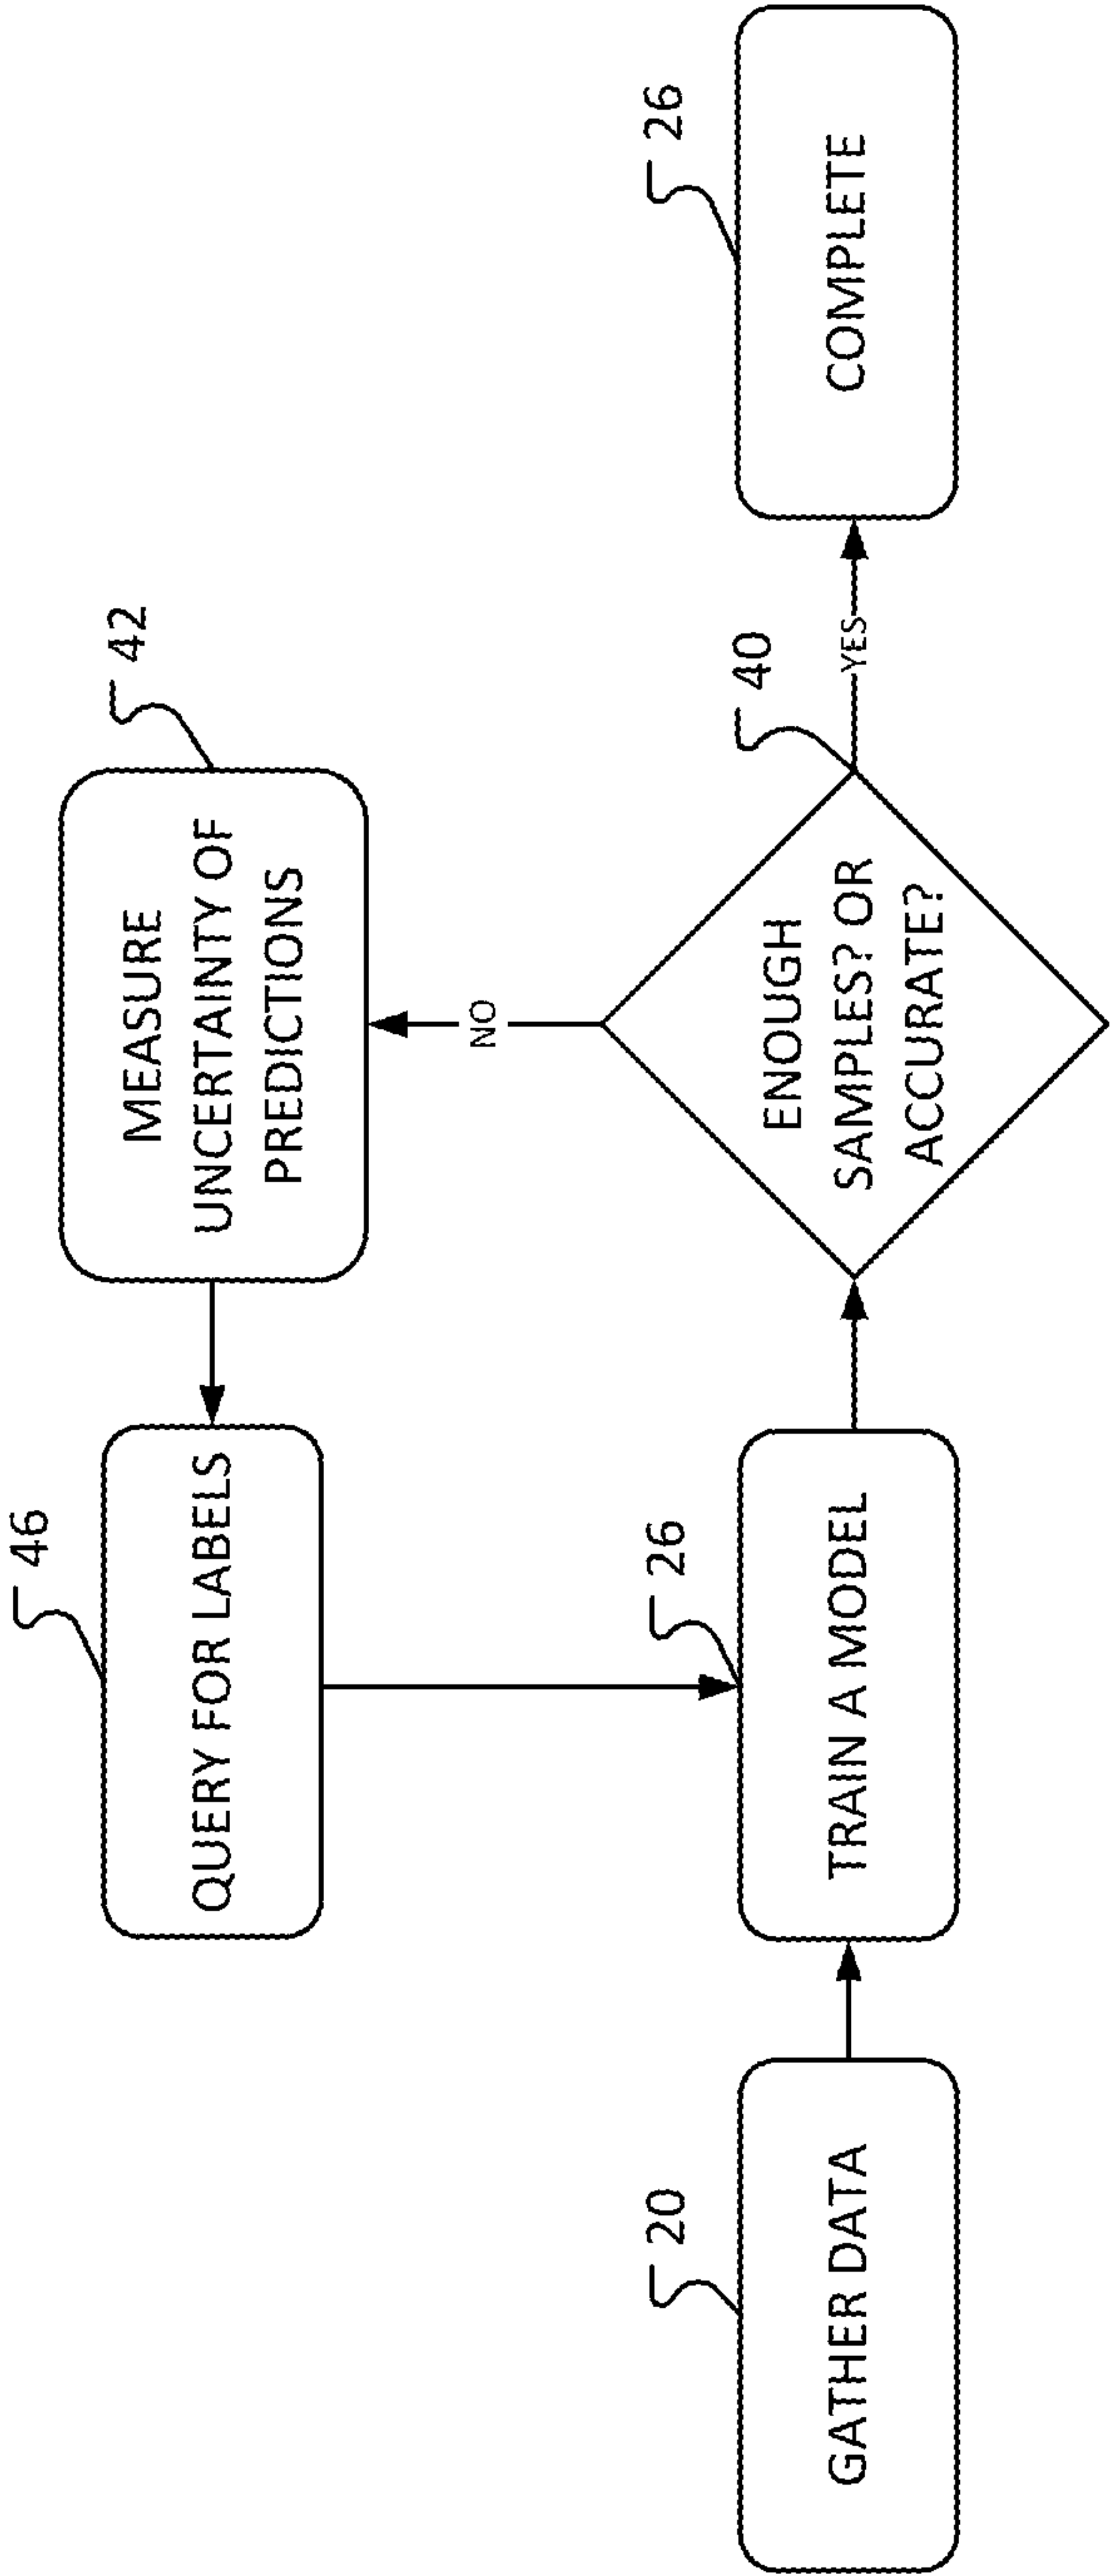 46
QUERY FOR LABELS
42
MEASURE
UNCERTAINTY OF
PREDICTIONS
NO
20
GATHER DATA
26
TRAIN A MODEL
40
ENOUGH
SAMPLES? OR
ACCURATE?
YES
26
COMPLETE